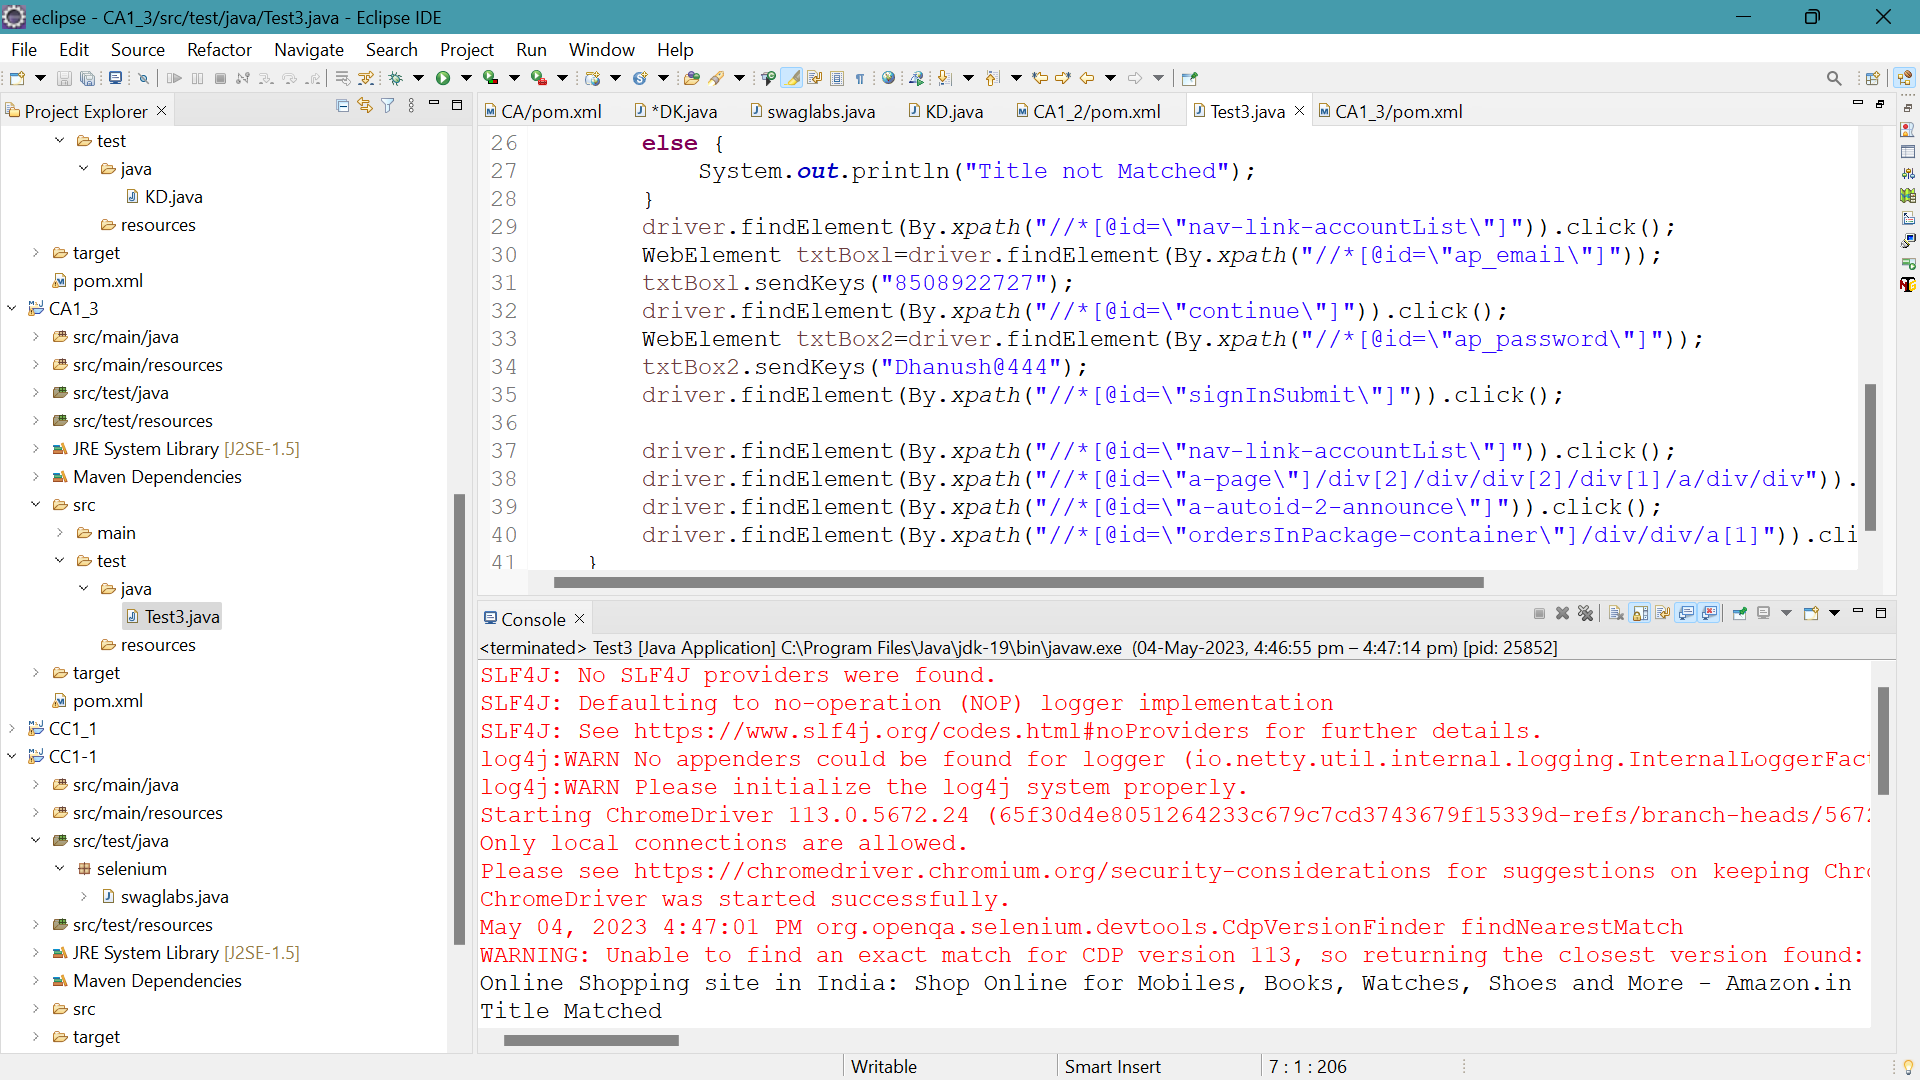 eclipse - CA1_3/src/test/java/Test3.java - Eclipse IDE
File Edit Source Refactor Navigate Search Project Run Window Help
Project Explorer
test
java
KD.java
resources
target
pom.xml
CA1_3
src/main/java
src/main/resources
src/test/java
src/test/resources
JRE System Library [J2SE-1.5]
Maven Dependencies
src
main
test
java
Test3.java
resources
target
pom.xml
CC1_1
CC1-1
src/main/java
src/main/resources
src/test/java
selenium
swaglabs.java
src/test/resources
JRE System Library [J2SE-1.5]
Maven Dependencies
src
target
CA/pom.xml *DK.java swaglabs.java KD.java CA1_2/pom.xml Test3.java CA1_3/pom.xml
26 else {
27 System.out.println("Title not Matched");
28 }
29 driver.findElement(By.xpath("//*[@id=\"nav-link-accountList\"]")).click();
30 WebElement txtBoxl=driver.findElement(By.xpath("//*[@id=\"ap_email\"]"));
31 txtBoxl.sendKeys("8508922727");
32 driver.findElement(By.xpath("//*[@id=\"continue\"]")).click();
33 WebElement txtBox2=driver.findElement(By.xpath("//*[@id=\"ap_password\"]"));
34 txtBox2.sendKeys("Dhanush@444");
35 driver.findElement(By.xpath("//*[@id=\"signInSubmit\"]")).click();
36
37 driver.findElement(By.xpath("//*[@id=\"nav-link-accountList\"]")).click();
38 driver.findElement(By.xpath("//*[@id=\"a-page\"]/div[2]/div/div[2]/div[1]/a/div/div")).
39 driver.findElement(By.xpath("//*[@id=\"a-autoid-2-announce\"]")).click();
40 driver.findElement(By.xpath("//*[@id=\"ordersInPackage-container\"]/div/div/a[1]")).cli
41 }
Console
<terminated> Test3 [Java Application] C:\Program Files\Java\jdk-19\bin\javaw.exe (04-May-2023, 4:46:55 pm – 4:47:14 pm) [pid: 25852]
SLF4J: No SLF4J providers were found.
SLF4J: Defaulting to no-operation (NOP) logger implementation
SLF4J: See https://www.slf4j.org/codes.html#noProviders for further details.
log4j:WARN No appenders could be found for logger (io.netty.util.internal.logging.InternalLoggerFact
log4j:WARN Please initialize the log4j system properly.
Starting ChromeDriver 113.0.5672.24 (65f30d4e8051264233c679c7cd3743679f15339d-refs/branch-heads/5672
Only local connections are allowed.
Please see https://chromedriver.chromium.org/security-considerations for suggestions on keeping Chro
ChromeDriver was started successfully.
May 04, 2023 4:47:01 PM org.openqa.selenium.devtools.CdpVersionFinder findNearestMatch
WARNING: Unable to find an exact match for CDP version 113, so returning the closest version found:
Online Shopping site in India: Shop Online for Mobiles, Books, Watches, Shoes and More - Amazon.in
Title Matched
Writable Smart Insert 7 : 1 : 206